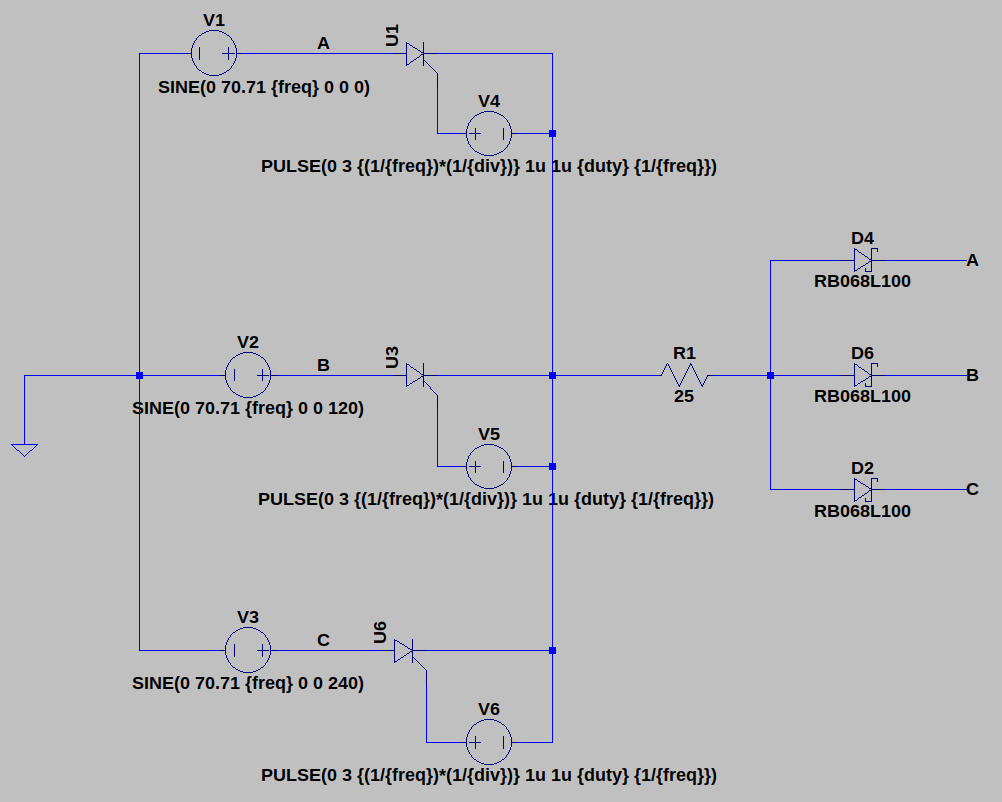 V1
A
U1
SINE(0 70.71 {freq} 0 0 0)
V4
PULSE(0 3 {(1/{freq})*(1/{div})} 1u 1u {duty} {1/{freq}})
D4
A
RB068L100
V2
B
U3
R1
D6
B
25
RB068L100
SINE(0 70.71 {freq} 0 0 120)
V5
D2
C
PULSE(0 3 {(1/{freq})*(1/{div})} 1u 1u {duty} {1/{freq}})
RB068L100
V3
C
U6
SINE(0 70.71 {freq} 0 0 240)
V6
PULSE(0 3 {(1/{freq})*(1/{div})} 1u 1u {duty} {1/{freq}})